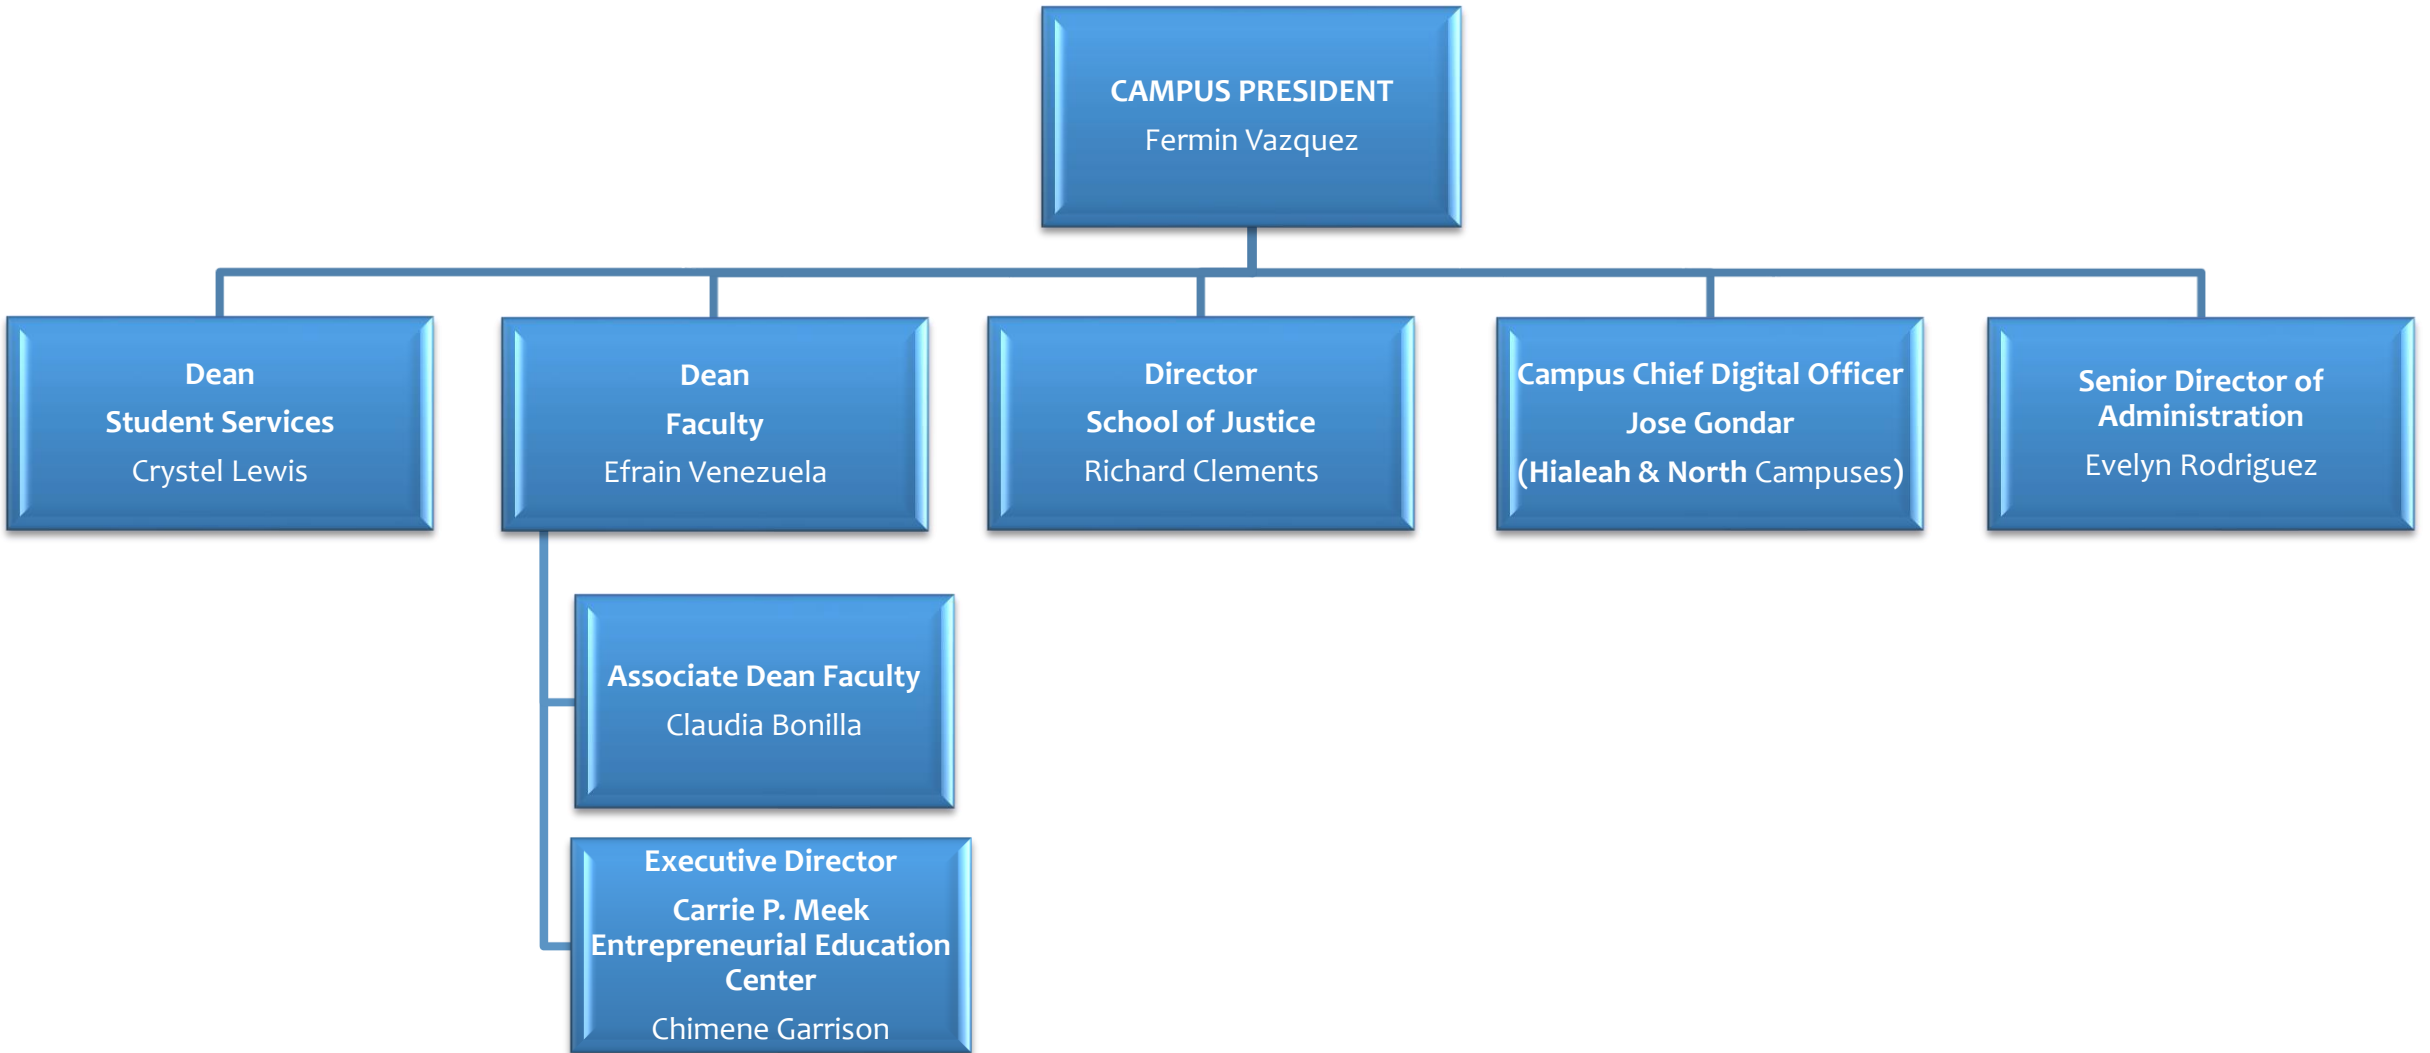 CAMPUS PRESIDENT
Fermin Vazquez
Dean
Student Services
Crystel Lewis
Dean
Faculty
Efrain Venezuela
Director
School of Justice
Richard Clements
Campus Chief Digital Officer
Jose Gondar
(Hialeah & North Campuses)
Senior Director of
Administration
Evelyn Rodriguez
Associate Dean Faculty
Claudia Bonilla
Executive Director
Carrie P. Meek
Entrepreneurial Education
Center
Chimene Garrison